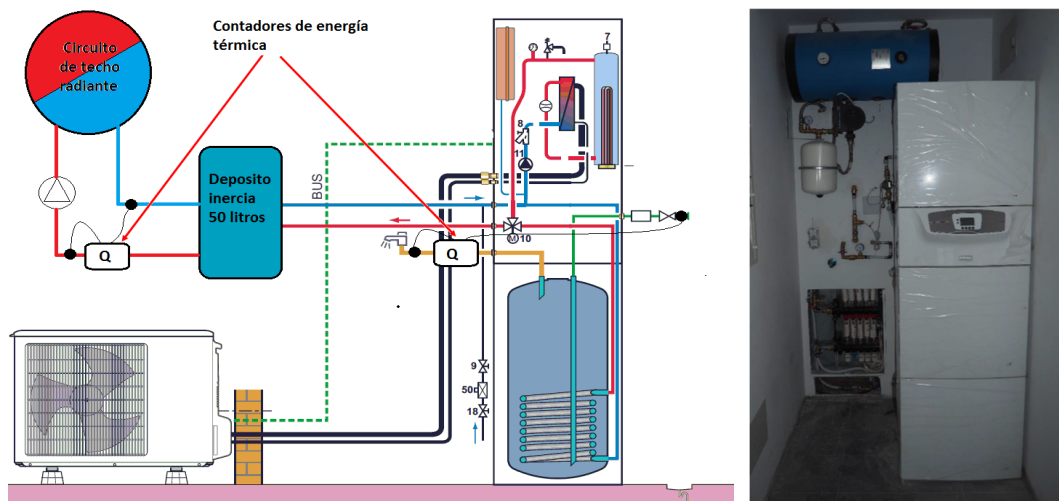 Circuito
de techo
radiante
Contadores de energía
térmica
7
8
11
M 10
BUS
Deposito
inercia
50 litros
Q
Q
9
50
18